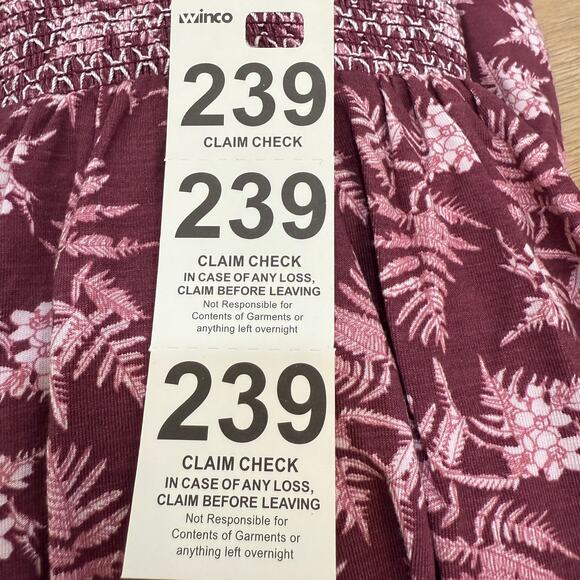 winco
239
CLAIM CHECK
239
CLAIM CHECK
IN CASE OF ANY LOSS,
CLAIM BEFORE LEAVING
Not Responsible for
Contents of Garments or
anything left overnight
239
CLAIM CHECK
IN CASE OF ANY LOSS,
CLAIM BEFORE LEAVING
Not Responsible for
Contents of Garments or
anything left overnight